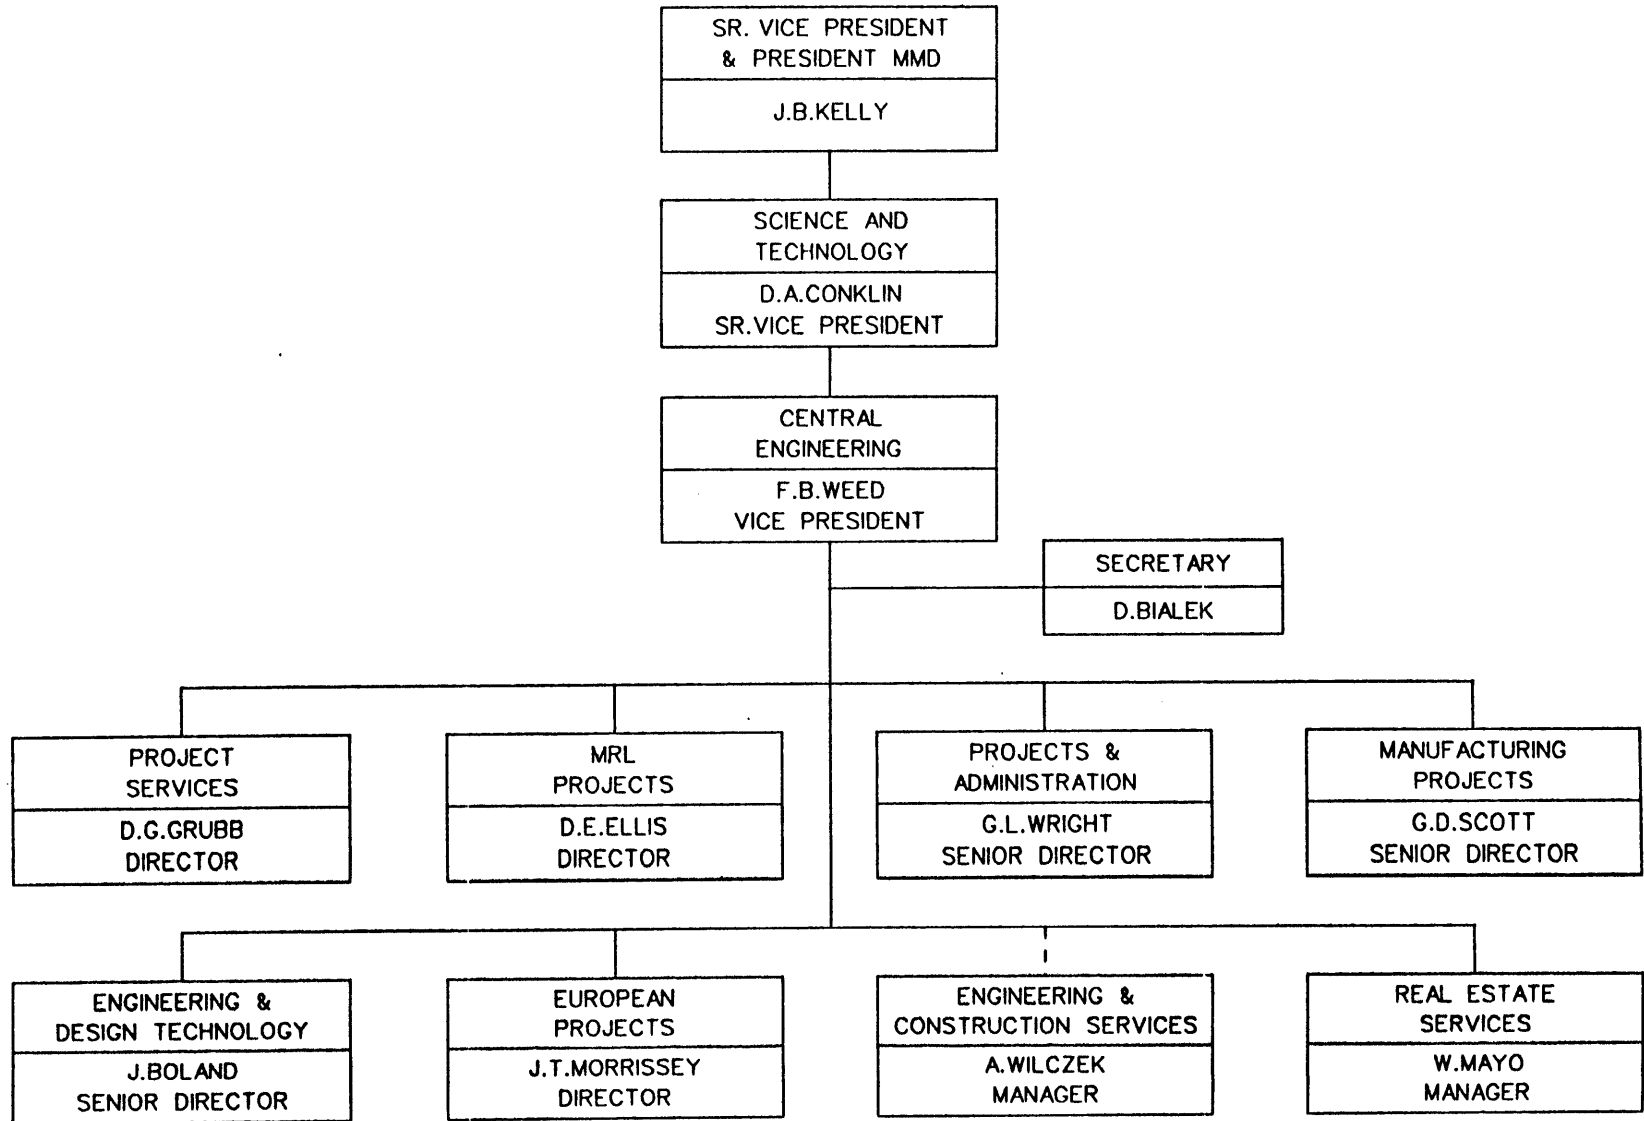 SR. VICE PRESIDENT
& PRESIDENT MMD
J.B.KELLY
SCIENCE AND
TECHNOLOGY
D.A.CONKLIN
SR.VICE PRESIDENT
CENTRAL
ENGINEERING
F.B.WEED
VICE PRESIDENT
SECRETARY
D.BIALEK
PROJECT
SERVICES
D.G.GRUBB
DIRECTOR
MRL
PROJECTS
D.E.ELLIS
DIRECTOR
PROJECTS &
ADMINISTRATION
G.L.WRIGHT
SENIOR DIRECTOR
MANUFACTURING
PROJECTS
G.D.SCOTT
SENIOR DIRECTOR
ENGINEERING &
DESIGN TECHNOLOGY
J.BOLAND
SENIOR DIRECTOR
EUROPEAN
PROJECTS
J.T.MORRISSEY
DIRECTOR
ENGINEERING &
CONSTRUCTION SERVICES
A.WILCZEK
MANAGER
REAL ESTATE
SERVICES
W.MAYO
MANAGER